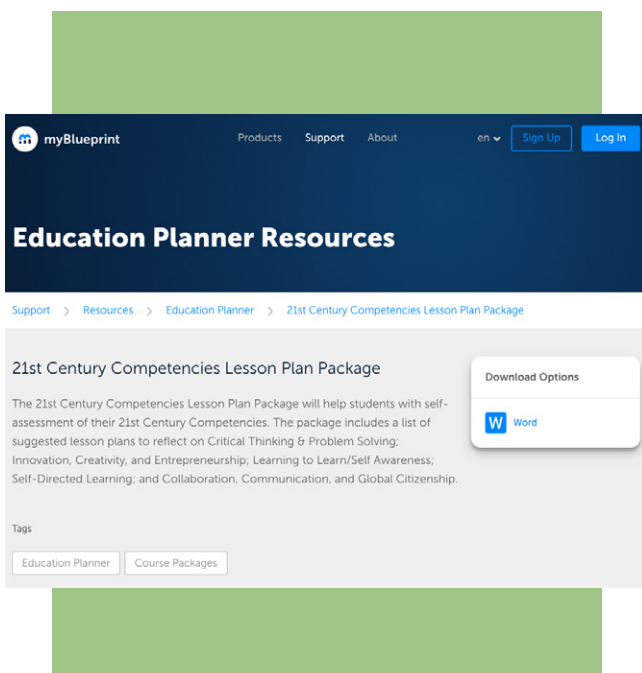 myBlueprint Products Support About en Sign Up Log In
Education Planner Resources
Support > Resources > Education Planner > 21st Century Competencies Lesson Plan Package
21st Century Competencies Lesson Plan Package
The 21st Century Competencies Lesson Plan Package will help students with self-
assessment of their 21st Century Competencies. The package includes a list of
suggested lesson plans to reflect on Critical Thinking & Problem Solving;
Innovation, Creativity, and Entrepreneurship; Learning to Learn/Self Awareness;
Self-Directed Learning; and Collaboration, Communication, and Global Citizenship.
Download Options
W Word
Tags
Education Planner Course Packages